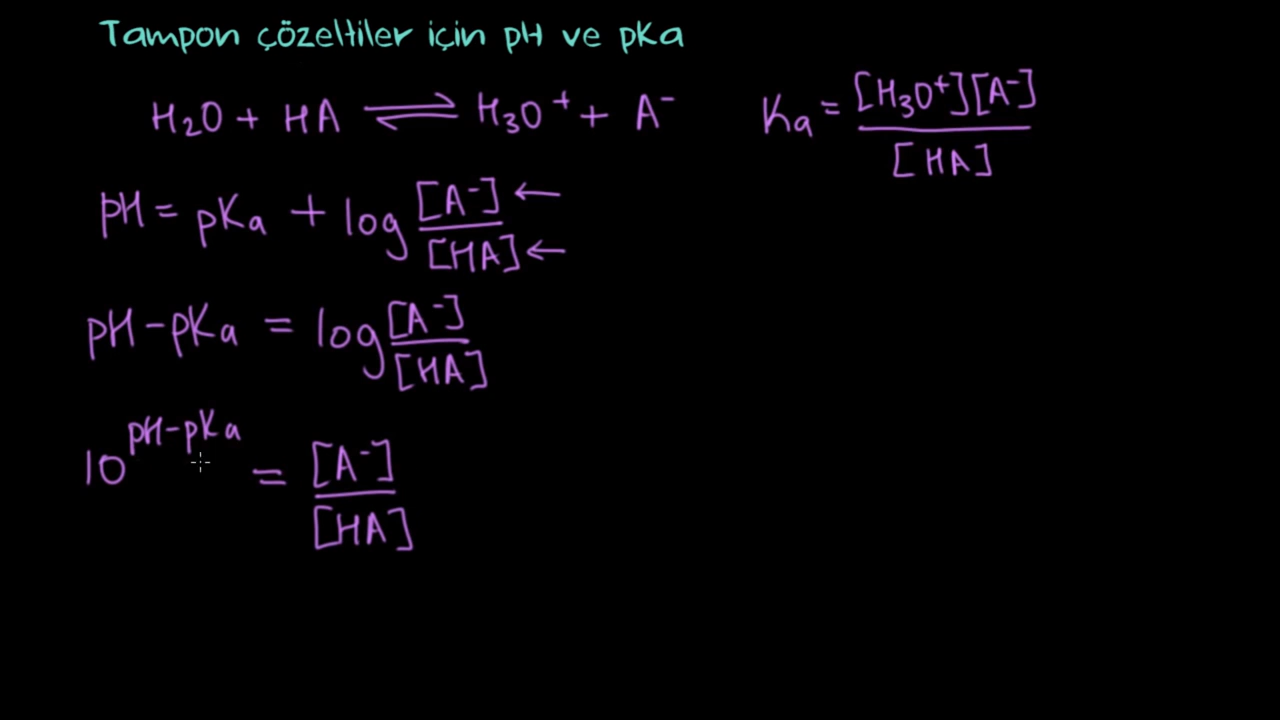 Tampon çözeltiler için pH ve pKa
H₂O + HA ⇌ H₃O⁺ + A⁻ Ka = [H₃O⁺][A⁻] / [HA]
pH = pKa + log [A⁻] / [HA]
pH - pKa = log [A⁻] / [HA]
10^(pH - pKa) = [A⁻] / [HA]